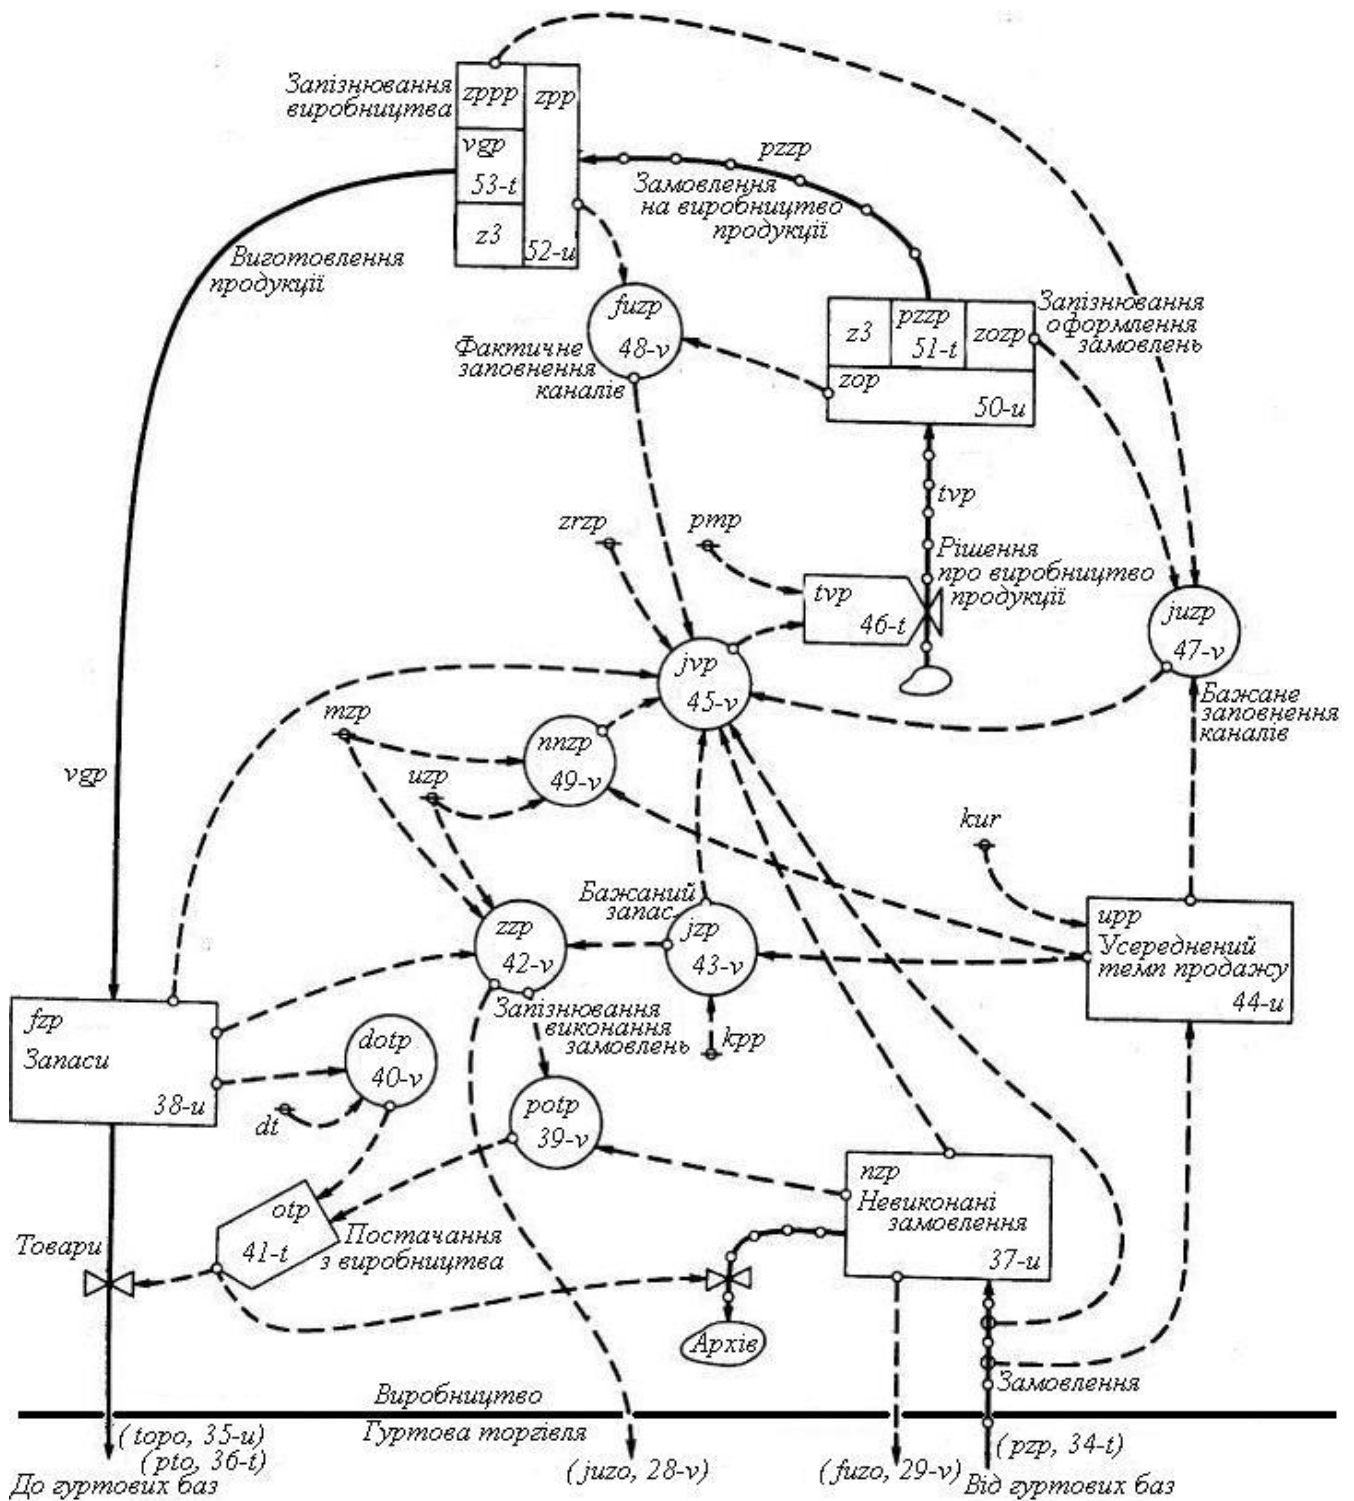 Запізнювання
виробництва
zppp
zpp
vgp
53-t
z3
52-u
pzzp
Замовлення
на виробництво
продукції
Виготовлення
продукції
fuzp
48-v
Фактичне
заповнення
каналів
z3
pzzp
51-t
zozp
zop
50-u
Запізнювання
оформлення
замовлень
tvp
zrzp
pmp
Рішення
про виробництво
продукції
tvp
46-t
juzp
47-v
jvp
45-v
Бажане
заповнення
каналів
mzp
nnzp
49-v
vgp
uzp
kur
Бажаний
запас
zzp
42-v
jzp
43-v
upp
Усереднений
темп продажу
44-u
Запізнювання
виконання
замовлень
kpp
fzp
Запаси
38-u
dotp
40-v
dt
potp
39-v
nzp
Невиконані
замовлення
37-u
otp
41-t
Постачання
з виробництва
Товари
Архів
Замовлення
Виробництво
Гуртова торгівля
(topo, 35-u)
(pto, 36-t)
До гуртових баз
(juzo, 28-v)
(fuzo, 29-v)
(pzp, 34-t)
Від гуртових баз